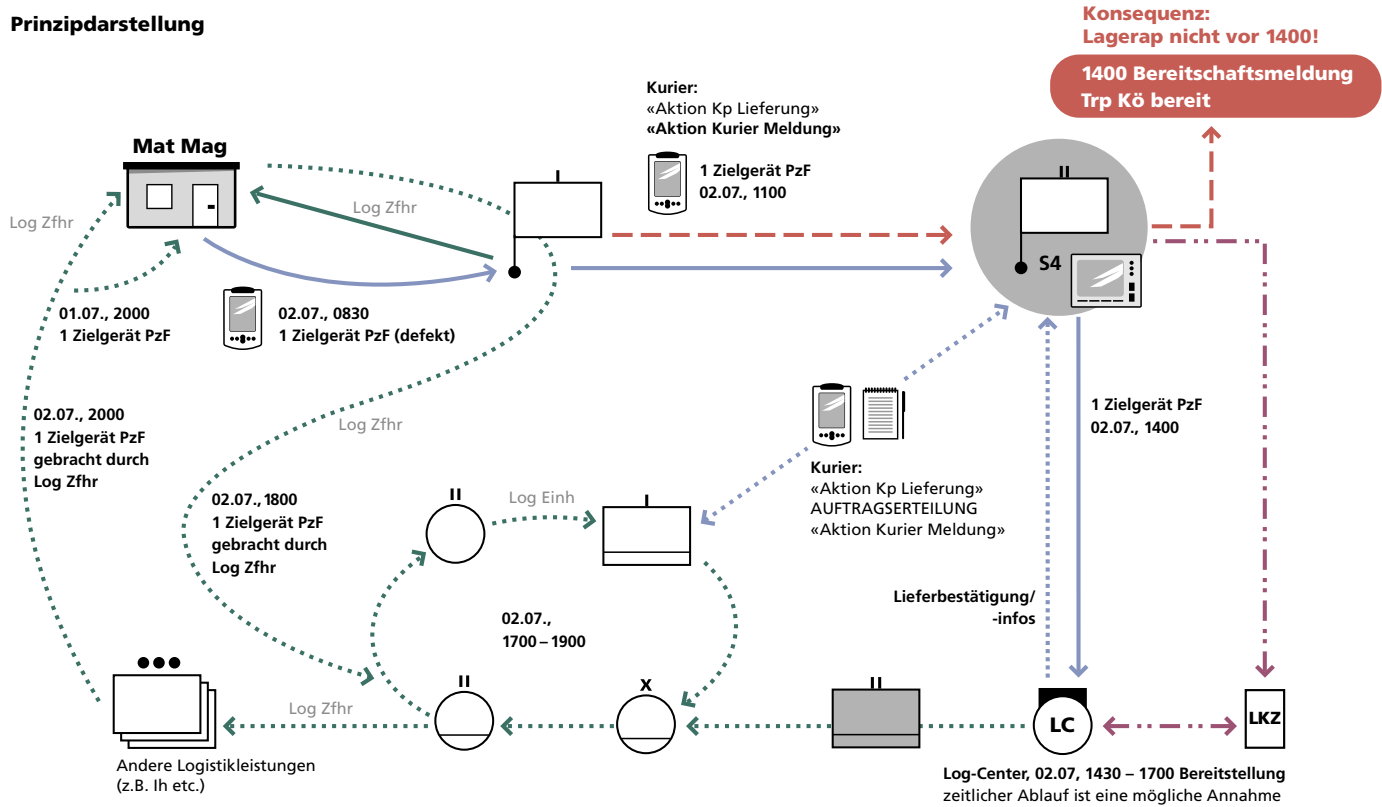 Prinzipdarstellung
Konsequenz:
Lagerap nicht vor 1400!
1400 Bereitschaftsmeldung
Trp Kö bereit
Kurier:
«Aktion Kp Lieferung»
«Aktion Kurier Meldung»
1 Zielgerät PzF
02.07., 1100
Mat Mag
I
II
Log Zfhr
Log Zfhr
S4
01.07., 2000
1 Zielgerät PzF
02.07., 0830
1 Zielgerät PzF (defekt)
02.07., 2000
1 Zielgerät PzF
gebracht durch
Log Zfhr
Log Zfhr
1 Zielgerät PzF
02.07., 1400
Kurier:
«Aktion Kp Lieferung»
AUFTRAGSERTEILUNG
«Aktion Kurier Meldung»
02.07., 1800
1 Zielgerät PzF
gebracht durch
Log Zfhr
II
Log Einh
I
02.07.,
1700 – 1900
Lieferbestätigung/
-infos
Log Zfhr
II
X
II
LC
LKZ
Andere Logistikleistungen
(z.B. Ih etc.)
Log-Center, 02.07, 1430 – 1700 Bereitstellung
zeitlicher Ablauf ist eine mögliche Annahme